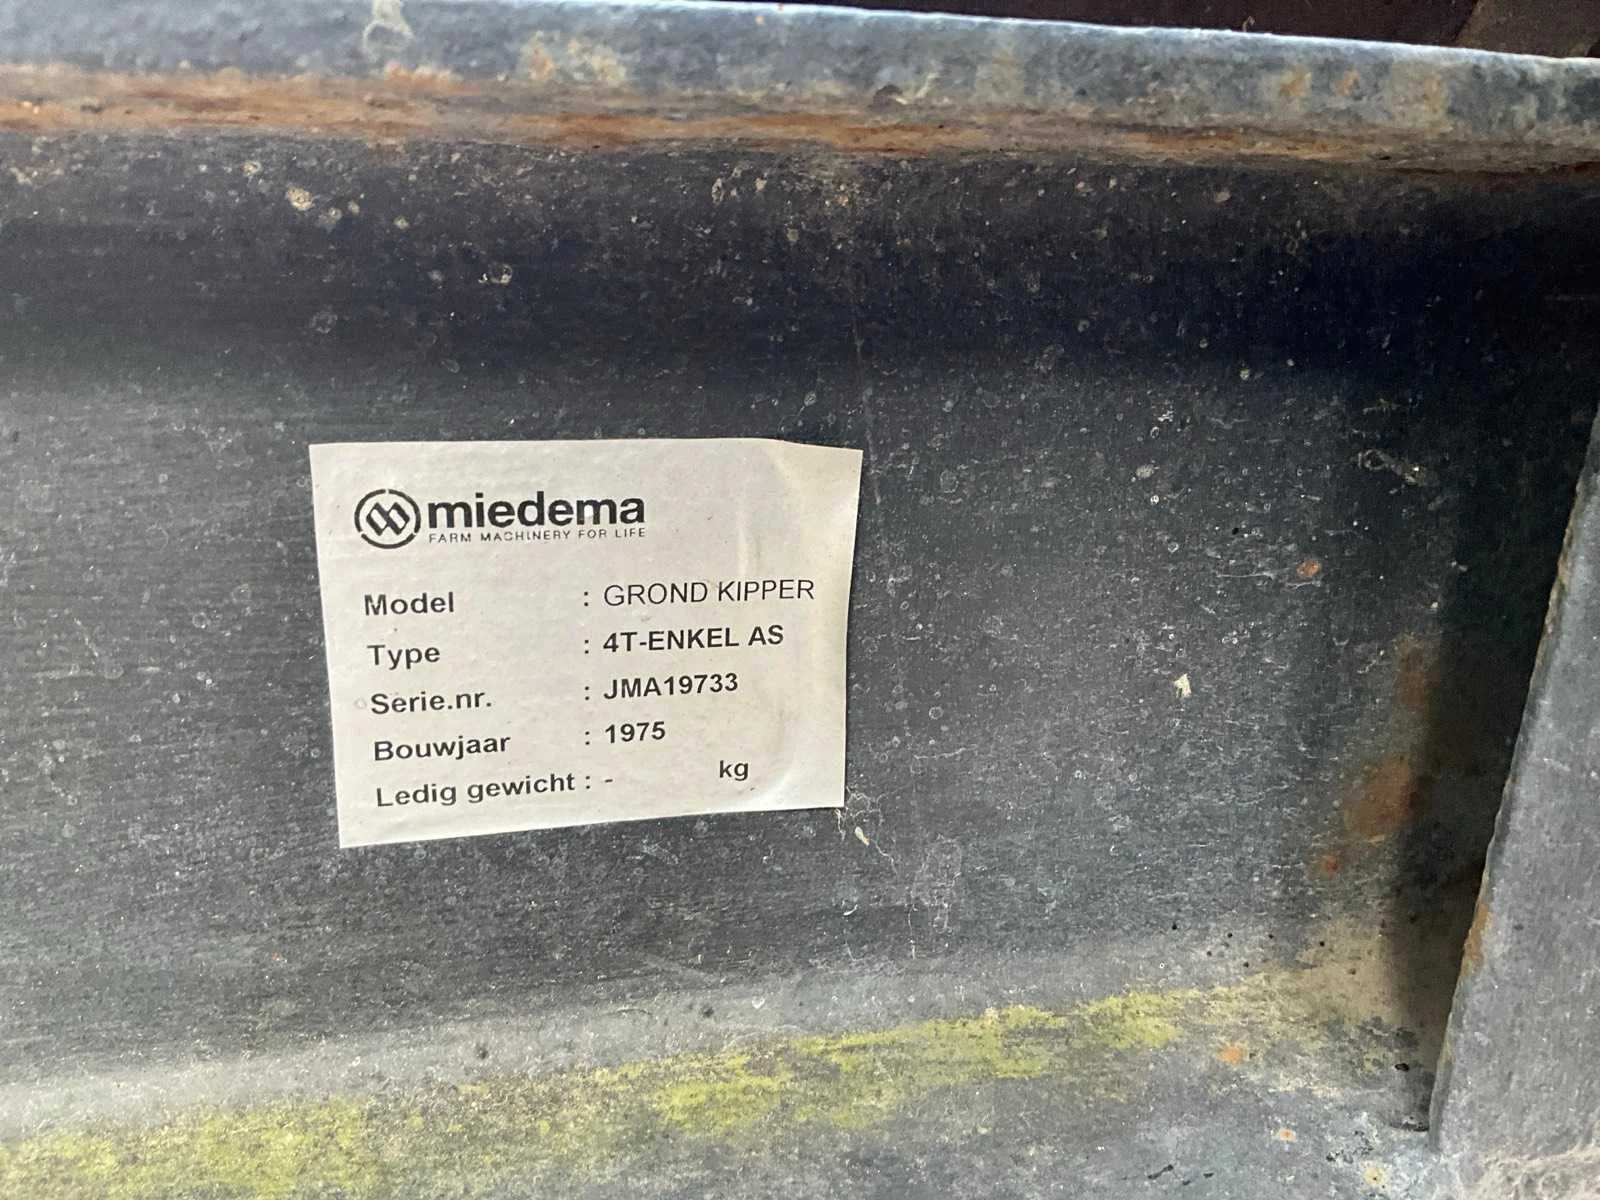 miedema
FARM MACHINERY FOR LIFE
Model : GROND KIPPER
Type : 4T-ENKEL AS
Serie.nr. : JMA19733
Bouwjaar : 1975
Ledig gewicht : - kg